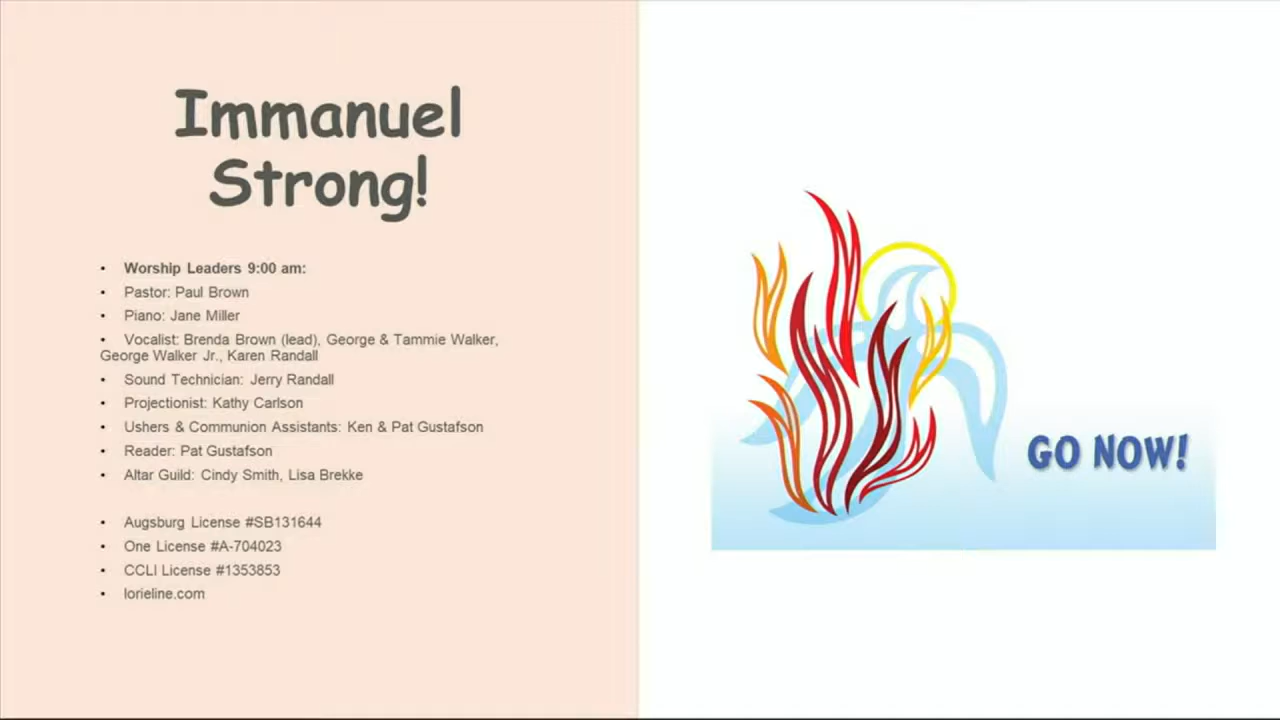 Immanuel
Strong!
• Worship Leaders 9:00 am:
• Pastor: Paul Brown
• Piano: Jane Miller
• Vocalist: Brenda Brown (lead), George & Tammie Walker,
George Walker Jr., Karen Randall
• Sound Technician: Jerry Randall
• Projectionist: Kathy Carlson
• Ushers & Communion Assistants: Ken & Pat Gustafson
• Reader: Pat Gustafson
• Altar Guild: Cindy Smith, Lisa Brekke
• Augsburg License #SB131644
• One License #A-704023
• CCLI License #1353853
• lorieline.com
GO NOW!